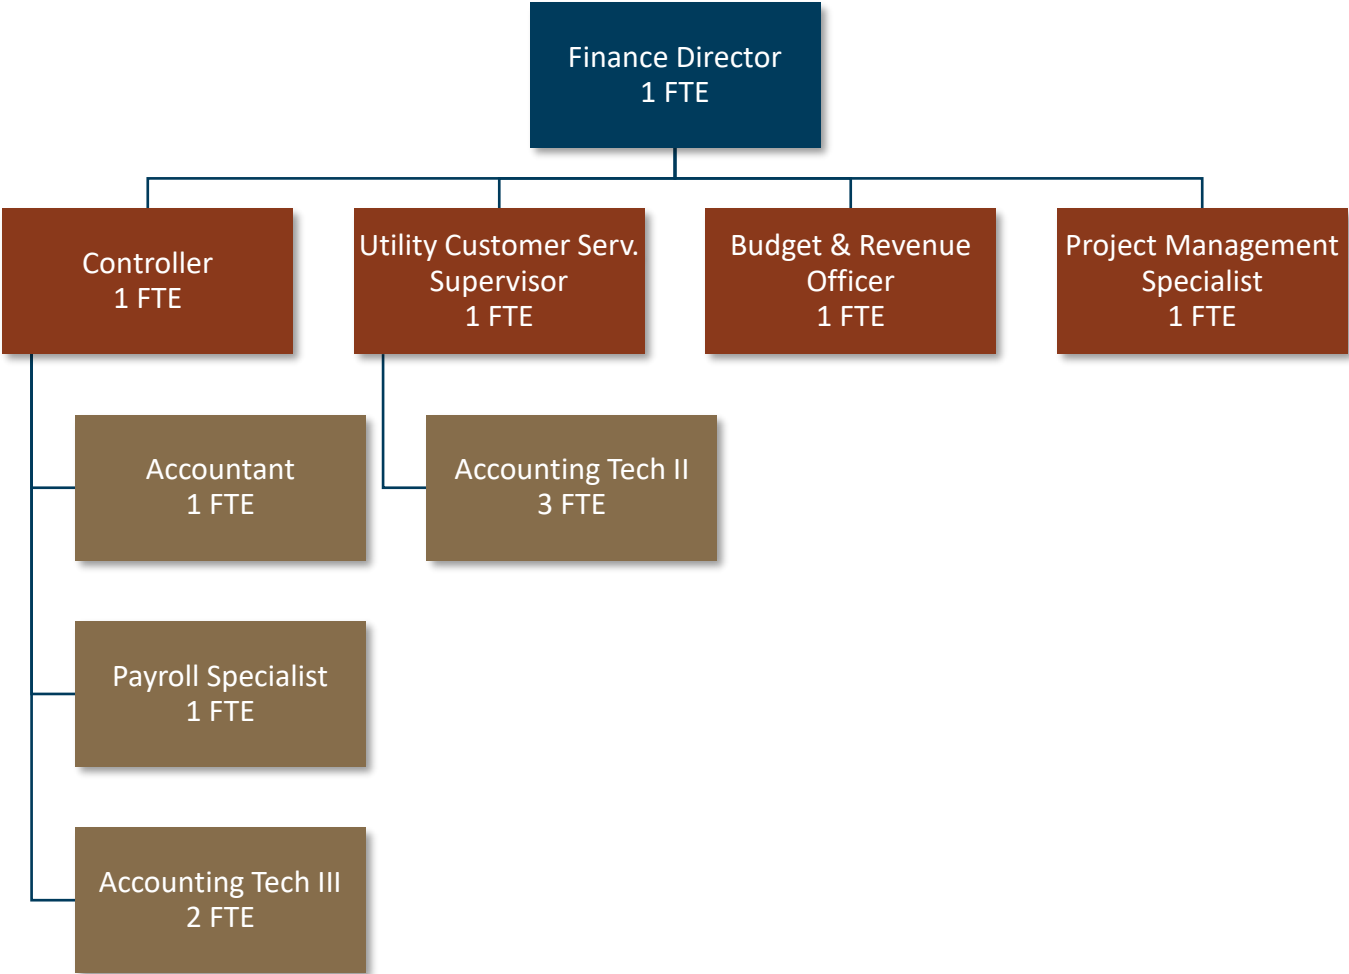 Finance Director
1 FTE
Controller
1 FTE
Utility Customer Serv.
Supervisor
1 FTE
Budget & Revenue
Officer
1 FTE
Project Management
Specialist
1 FTE
Accountant
1 FTE
Accounting Tech II
3 FTE
Payroll Specialist
1 FTE
Accounting Tech III
2 FTE